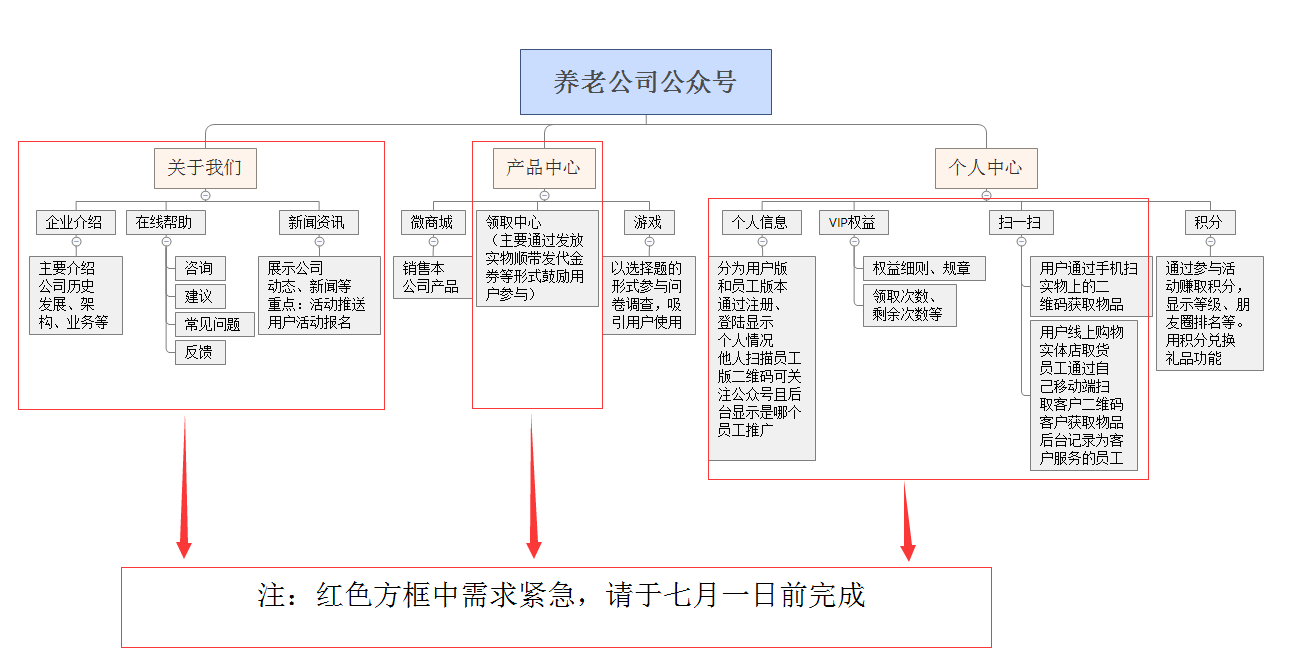 养老公司公众号
关于我们
产品中心
个人中心
企业介绍
在线帮助
新闻资讯
微商城
领取中心
（主要通过发放
实物顺带发代金
券等形式鼓励用
户参与）
游戏
个人信息
VIP权益
扫一扫
积分
主要介绍
公司历史
发展、架
构、业务等
咨询
建议
常见问题
反馈
展示公司
动态、新闻等
重点：活动推送
用户活动报名
销售本
公司产品
以选择题的
形式参与问
卷调查，吸
引用户使用
分为用户版
和员工版本
通过注册、
登陆显示
个人情况
他人扫描员工
版二维码可关
注公众号且后
台显示是哪个
员工推广
权益细则、规章
领取次数、
剩余次数等
用户通过手机扫
实物上的二
维码获取物品
用户线上购物
实体店取货
员工通过自
己移动端扫
取客户二维码
客户获取物品
后台记录为客
户服务的员工
通过参与活
动赚取积分，
显示等级、朋
友圈排名等。
用积分兑换
礼品功能
注：红色方框中需求紧急，请于七月一日前完成